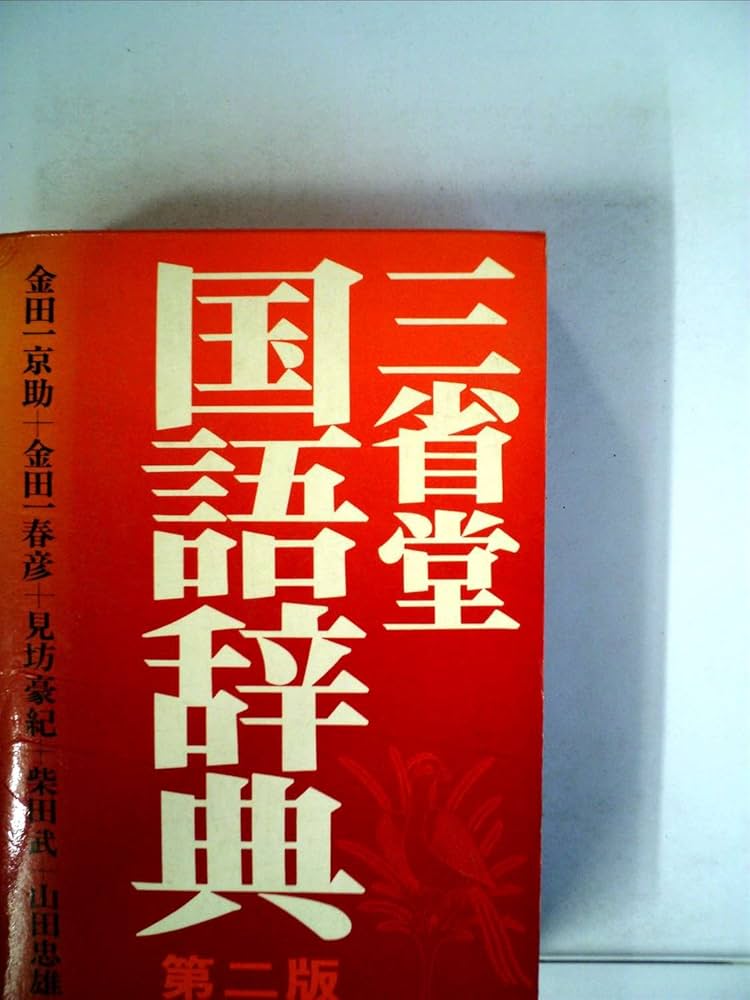 三省堂
国語辞典
第二版
金田一京助+金田一春彦+見坊豪紀+柴田武+山田忠雄